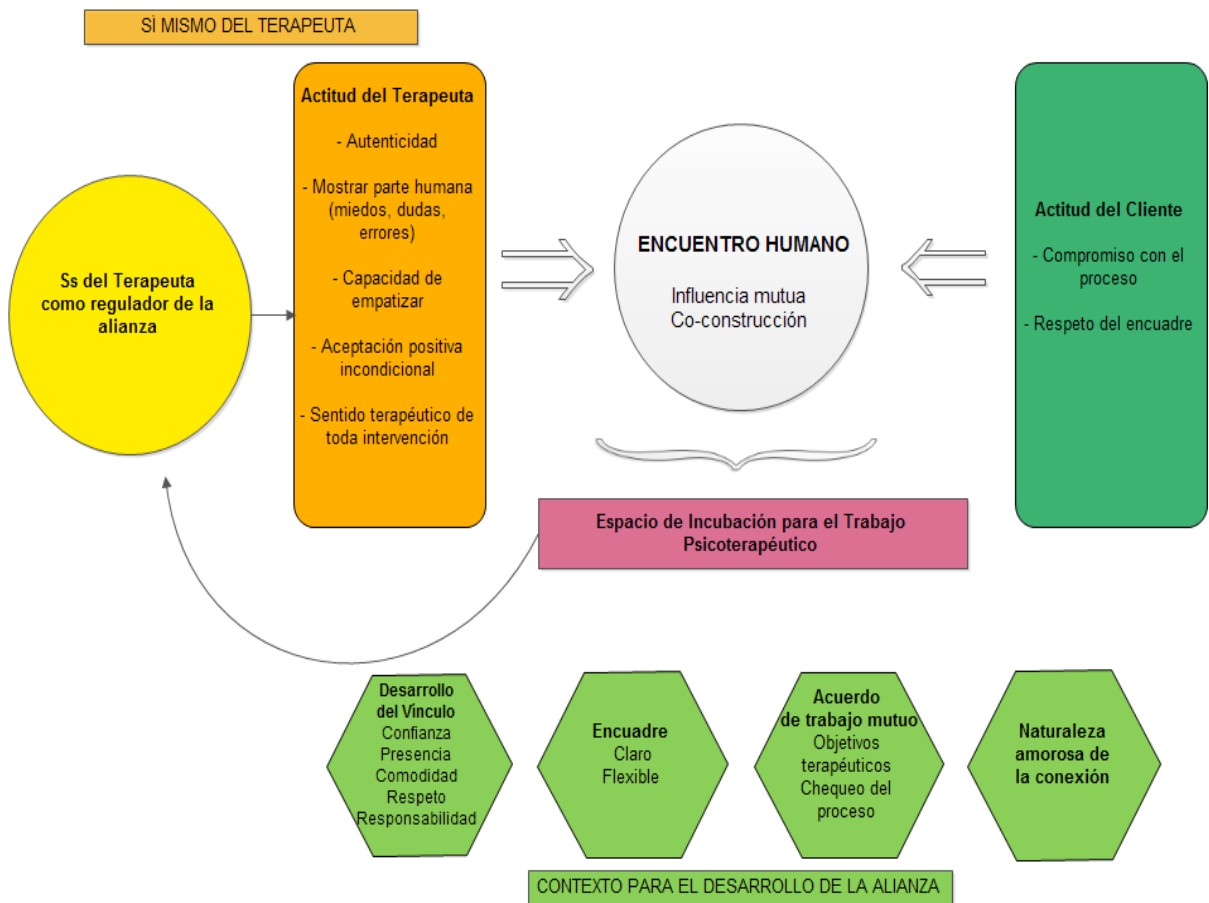 SÌ MISMO DEL TERAPEUTA
Ss del Terapeuta
como regulador de la
alianza
Actitud del Terapeuta
- Autenticidad
- Mostrar parte humana
(miedos, dudas,
errores)
- Capacidad de
empatizar
- Aceptación positiva
incondicional
- Sentido terapéutico de
toda intervención
ENCUENTRO HUMANO
Influencia mutua
Co-construcción
Actitud del Cliente
- Compromiso con el
proceso
- Respeto del encuadre
Espacio de Incubación para el Trabajo
Psicoterapéutico
Desarrollo
del Vínculo
Confianza
Presencia
Comodidad
Respeto
Responsabilidad
Encuadre
Claro
Flexible
Acuerdo
de trabajo mutuo
Objetivos
terapéuticos
Chequeo del
proceso
Naturaleza
amorosa de
la conexión
CONTEXTO PARA EL DESARROLLO DE LA ALIANZA